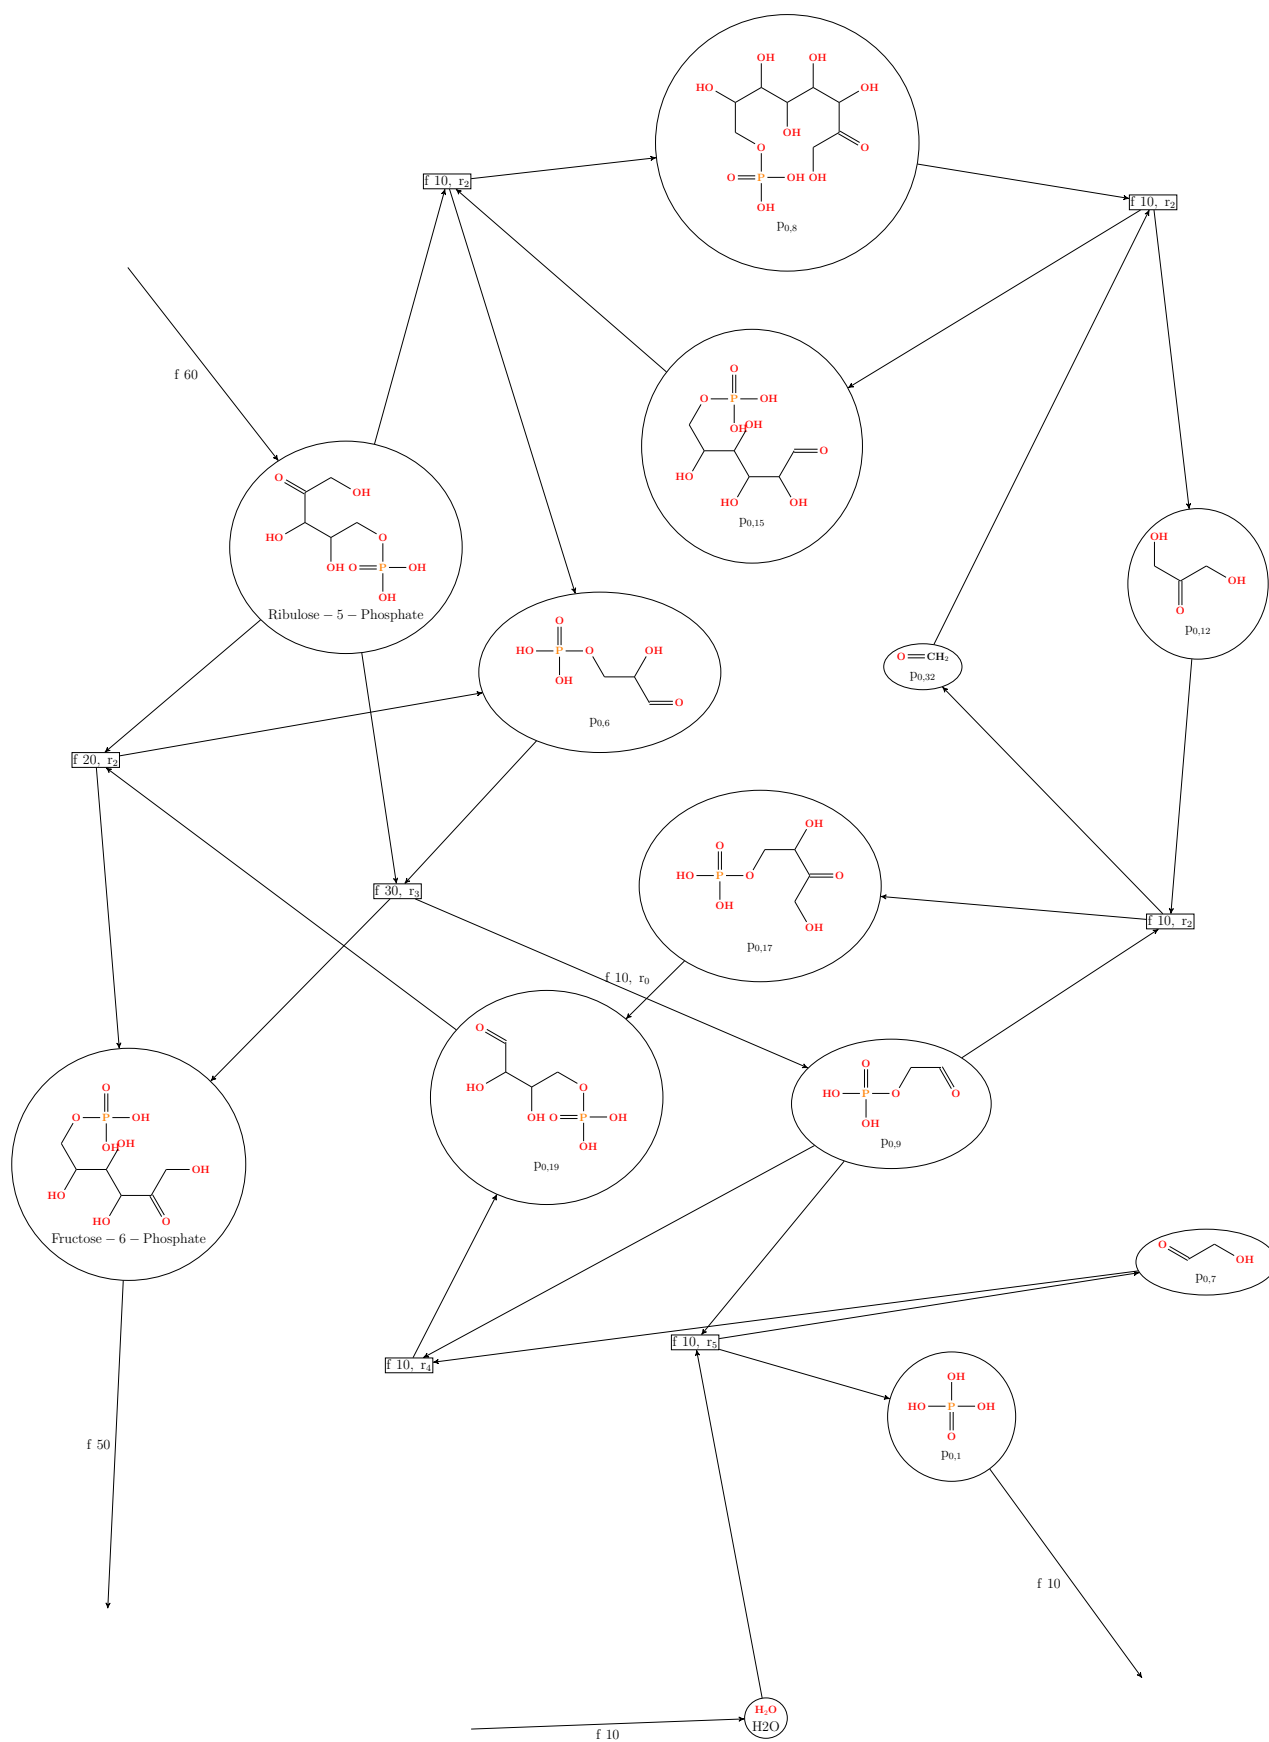 OH OH
HO OH
OH O
O
O=P—OH OH
OH
p0,8
f 10, r2
f 10, r2
f 60
O
O P OH
OH OH
O
HO
HO OH
p0,15
O
OH
HO O
OH O=P—OH
OH
Ribulose − 5 − Phosphate
OH
OH
O
p0,12
O
HO P O OH
OH
O
p0,6
O=CH2
p0,32
f 20, r2
OH
O
HO P O O
OH
OH
p0,17
f 30, r3
f 10, r2
f 10, r0
O
HO O
OH O=P—OH
OH
p0,19
O
HO P O O
OH
p0,9
O
O P OH
OH OH
OH
HO
HO O
Fructose − 6 − Phosphate
O
OH
p0,7
f 10, r5
f 10, r4
OH
HO P OH
O
p0,1
f 50
f 10
H2O
H2O
f 10